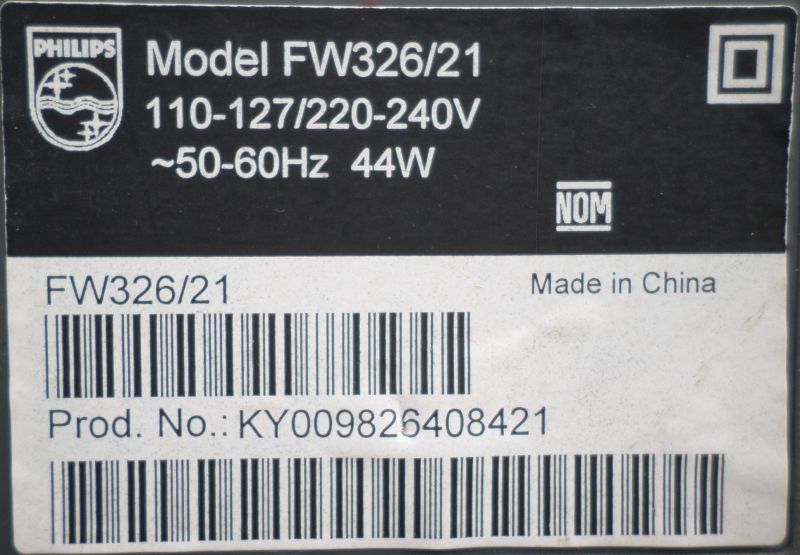 PHILIPS
Model FW326/21
110-127/220-240V
~50-60Hz 44W
NOM
FW326/21
Made in China
Prod. No.: KY009826408421